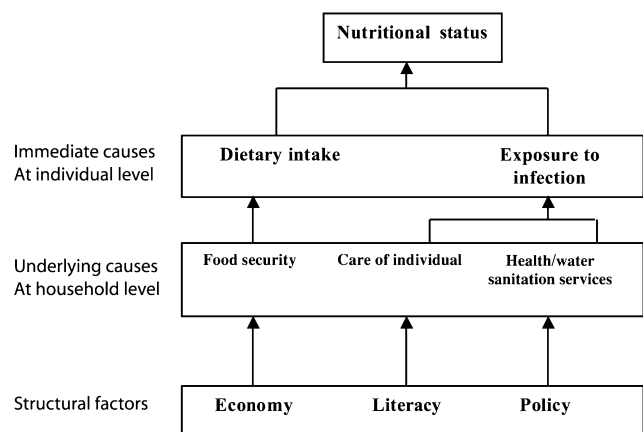 Nutritional status
Immediate causes
At individual level
Dietary intake
Exposure to
infection
Underlying causes
At household level
Food security
Care of individual
Health/water
sanitation services
Structural factors
Economy
Literacy
Policy